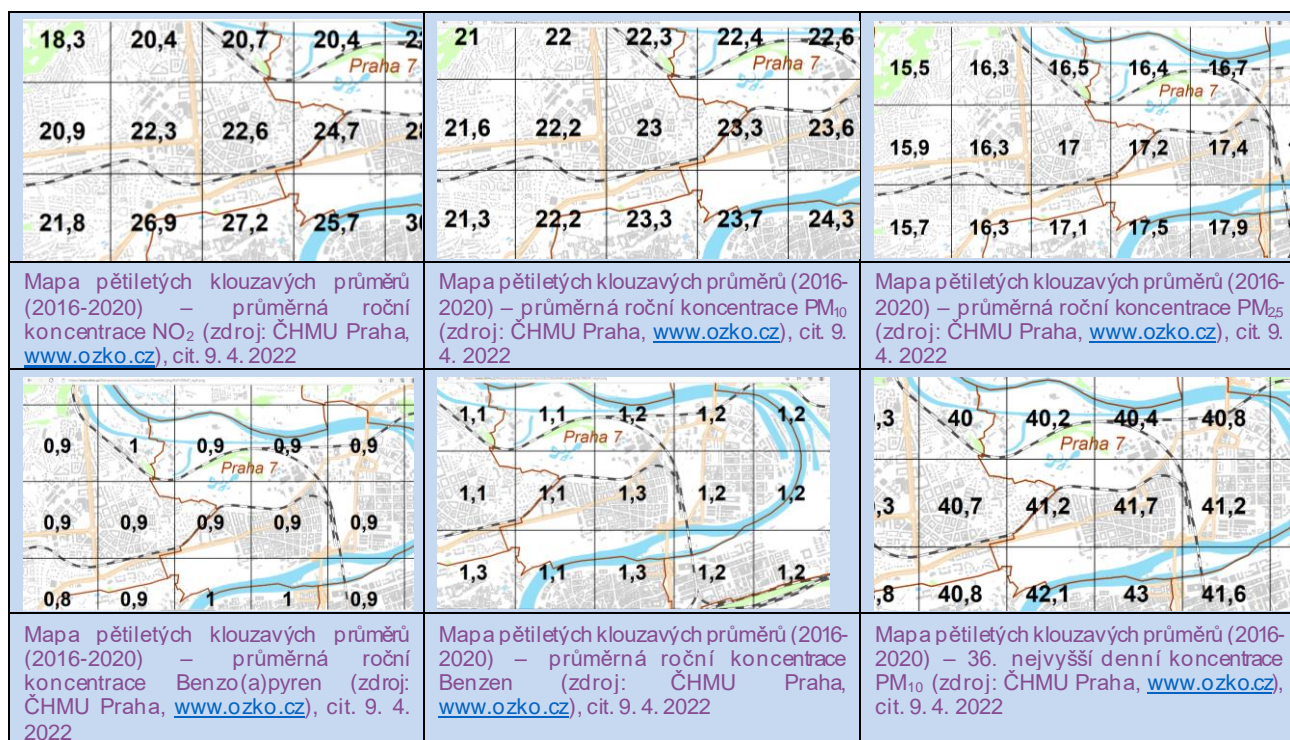 18,3 20,4 20,7 20,4
Praha 7
20,9 22,3 22,6 24,7
21,8 26,9 27,2 25,7
21 22 22,3 22,4 22,6
Praha 7
21,6 22,2 23 23,3 23,6
21,3 22,2 23,3 23,7 24,3
15,5 16,3 16,5 16,4 16,7
Praha 7
15,9 16,3 17 17,2 17,4
15,7 16,3 17,1 17,5 17,9
Mapa pětiletých klouzavých průměrů
(2016-2020) – průměrná roční
koncentrace NO₂ (zdroj: ČHMU Praha,
www.ozko.cz), cit. 9. 4. 2022
Mapa pětiletých klouzavých průměrů (2016-
2020) – průměrná roční koncentrace PM₁₀
(zdroj: ČHMU Praha, www.ozko.cz), cit. 9.
4. 2022
Mapa pětiletých klouzavých průměrů (2016-
2020) – průměrná roční koncentrace PM₂,₅
(zdroj: ČHMU Praha, www.ozko.cz), cit. 9.
4. 2022
0,9 1 0,9 0,9 0,9
Praha 7
0,9 0,9 0,9 0,9 0,9
0,8 0,9 1 1 0,9
1,1 1,1 1,2 1,2 1,2
Praha 7
1,1 1,1 1,3 1,2 1,2
1,3 1,1 1,3 1,2 1,2
,3 40 40,2 40,4 40,8
Praha 7
,3 40,7 41,2 41,7 41,2
,8 40,8 42,1 43 41,6
Mapa pětiletých klouzavých průměrů
(2016-2020) – průměrná roční
koncentrace Benzo(a)pyren (zdroj:
ČHMU Praha, www.ozko.cz), cit. 9. 4.
2022
Mapa pětiletých klouzavých průměrů (2016-
2020) – průměrná roční koncentrace
Benzen (zdroj: ČHMU Praha,
www.ozko.cz), cit. 9. 4. 2022
Mapa pětiletých klouzavých průměrů (2016-
2020) – 36. nejvyšší denní koncentrace
PM₁₀ (zdroj: ČHMU Praha, www.ozko.cz),
cit. 9. 4. 2022